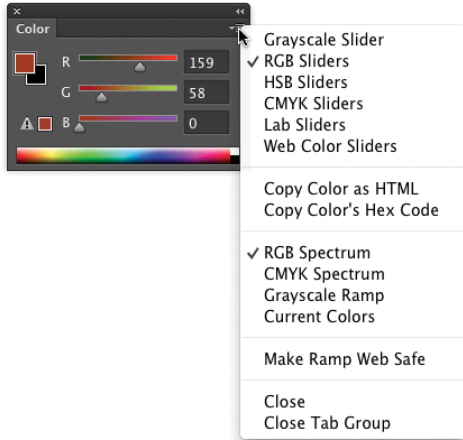 Color
R 159
G 58
B 0
Grayscale Slider
RGB Sliders
HSB Sliders
CMYK Sliders
Lab Sliders
Web Color Sliders
Copy Color as HTML
Copy Color's Hex Code
RGB Spectrum
CMYK Spectrum
Grayscale Ramp
Current Colors
Make Ramp Web Safe
Close
Close Tab Group